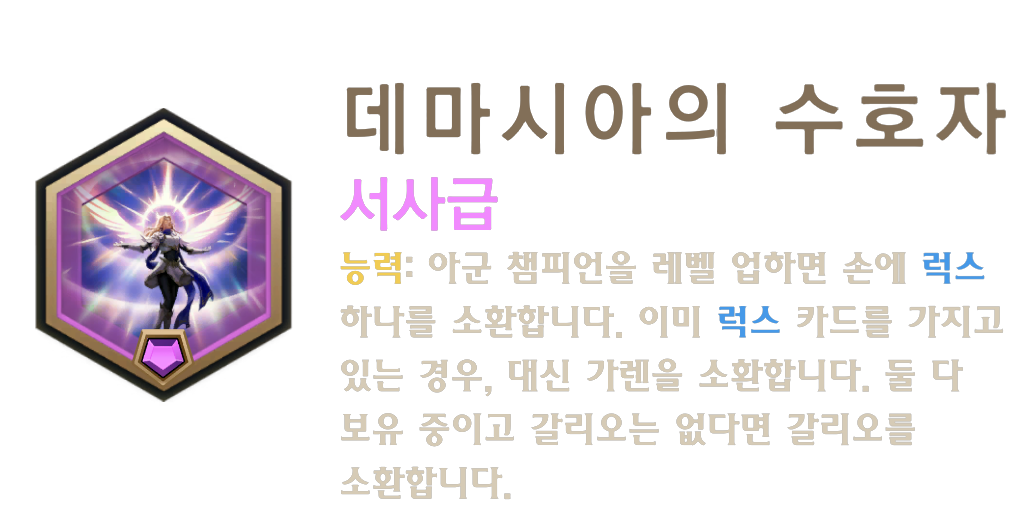 데마시아의 수호자
서사급
능력: 아군 챔피언을 레벨 업하면 손에 럭스
하나를 소환합니다. 이미 럭스 카드를 가지고
있는 경우, 대신 가렌을 소환합니다. 둘 다
보유 중이고 갈리오는 없다면 갈리오를
소환합니다.